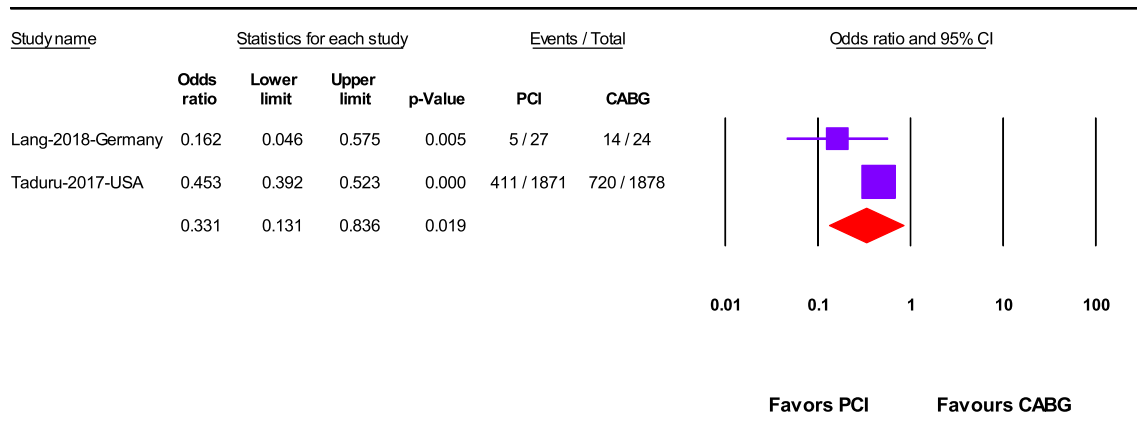 Study name Statistics for each study Events / Total Odds ratio and 95% CI
Odds Lower Upper
ratio limit limit p-Value PCI CABG
Lang-2018-Germany 0.162 0.046 0.575 0.005 5 / 27 14 / 24
Taduru-2017-USA 0.453 0.392 0.523 0.000 411 / 1871 720 / 1878
0.331 0.131 0.836 0.019
0.01 0.1 1 10 100
Favors PCI Favours CABG